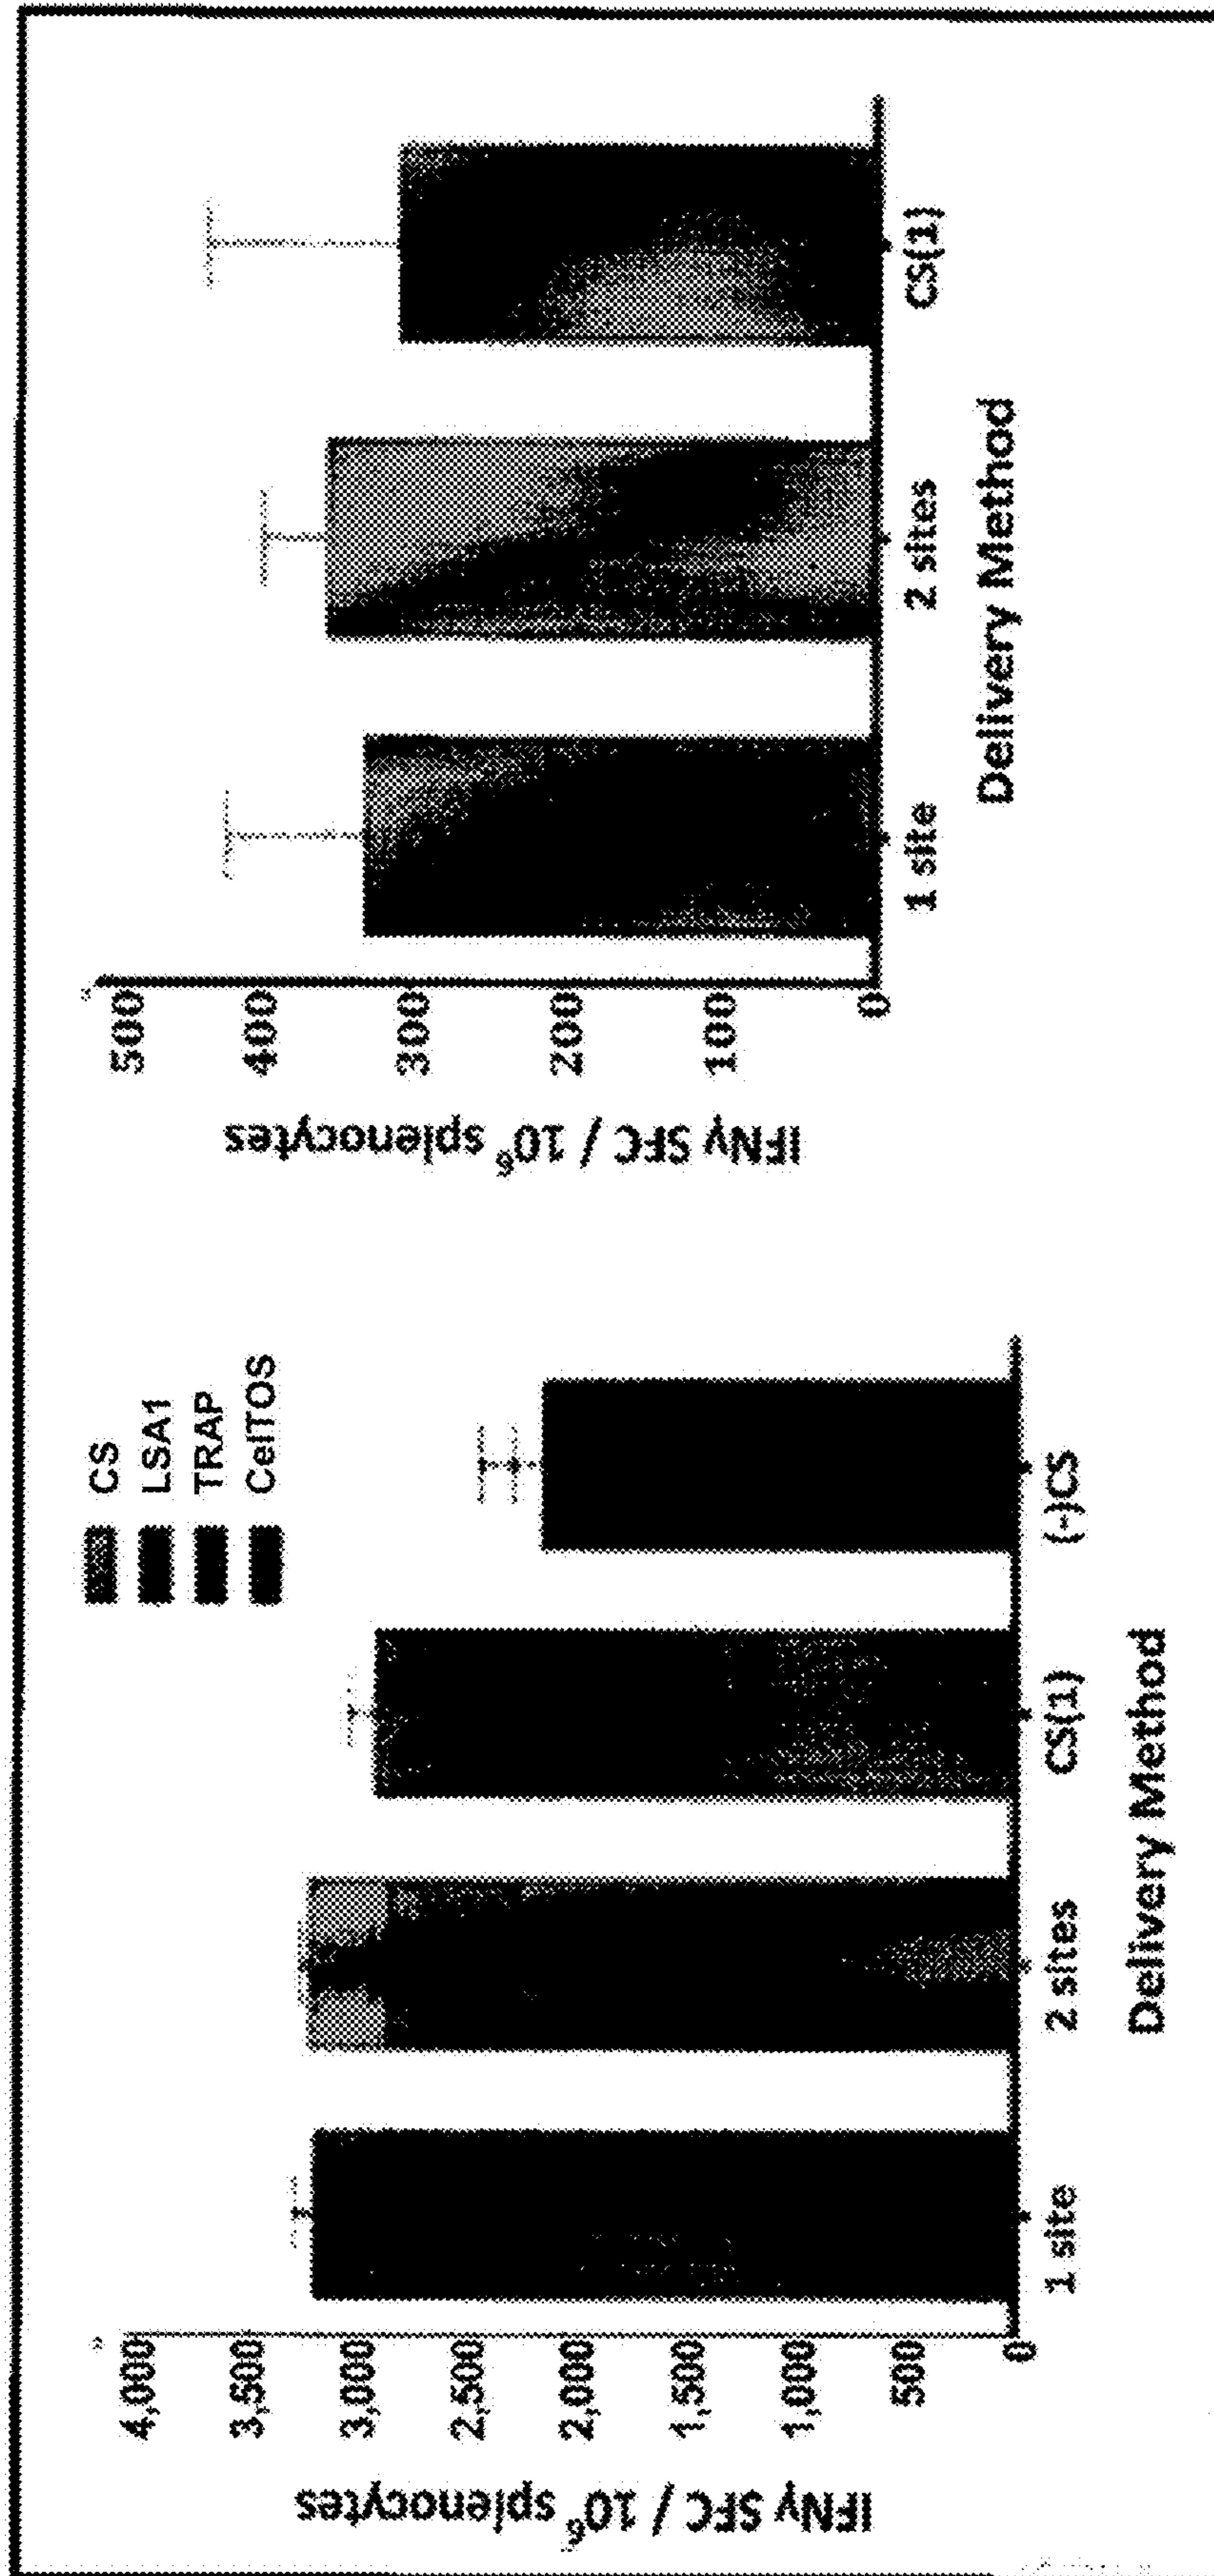 CS
LSA1
TRAP
CelTOS
IFNγ SFC / 10⁶ splenocytes
4,000
3,500
3,000
2,500
2,000
1,500
1,000
500
0
1 site
2 sites
CS(1)
(-)CS
Delivery Method
IFNγ SFC / 10⁶ splenocytes
500
400
300
200
100
0
1 site
2 sites
CS(1)
Delivery Method